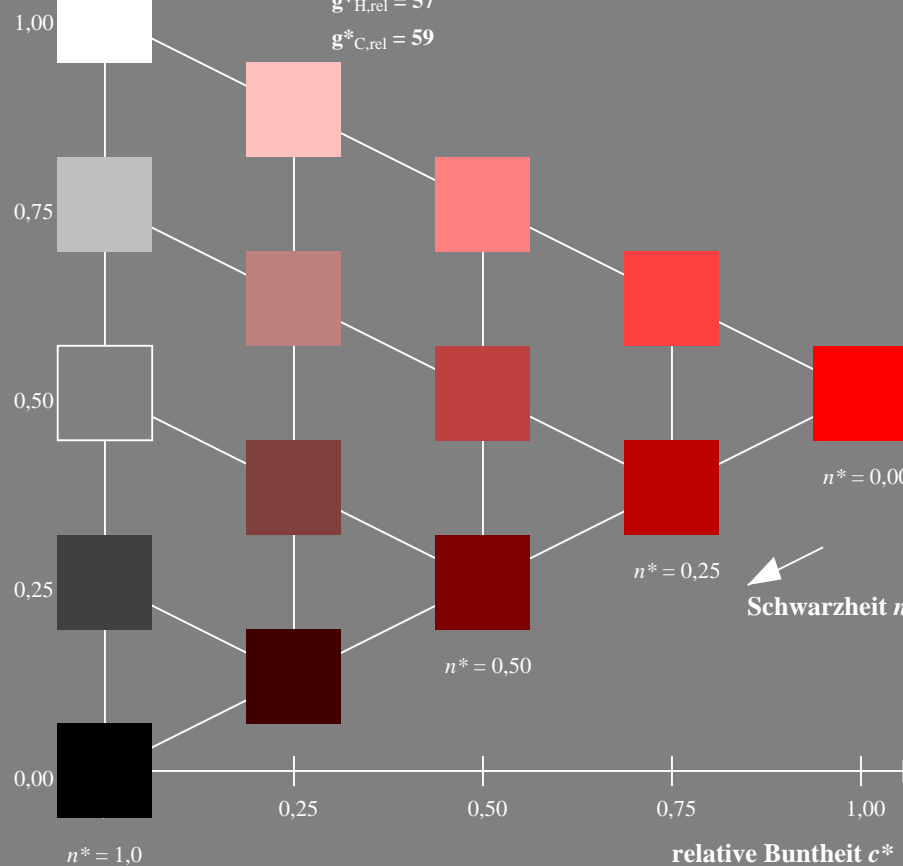 g*H,rel = 57
1,00
g*C,rel = 59
0,75
0,50
n* = 0,00
n* = 0,25
0,25
Schwarzheit n
n* = 0,50
0,00
0,25 0,50 0,75 1,00
n* = 1,0
relative Buntheit c*